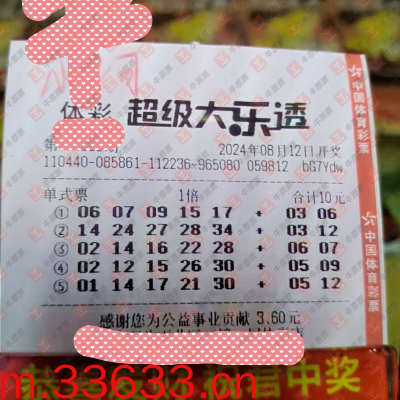 体彩 超级大乐透
第
2024年08月12日开奖
110440-085861-112236-965080 059812 bG7Ydw
单式票 1倍 合计10元
① 06 07 09 15 17 + 03 06
② 14 24 27 28 34 + 03 12
③ 02 14 16 22 28 + 06 07
④ 02 12 15 26 30 + 05 09
⑤ 01 14 17 21 30 + 05 12
感谢您为公益事业贡献 3.60元
中国体育彩票
中国体育彩票
中奖
m.33633.cn